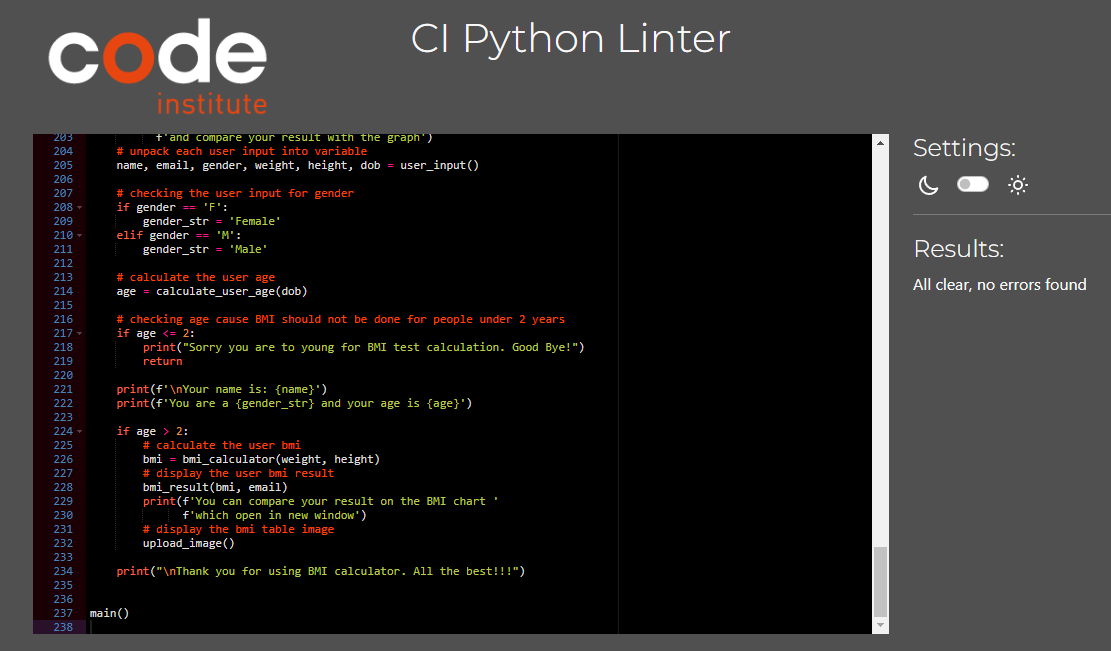 code
institute
CI Python Linter
203 f'and compare your result with the graph')
204 # unpack each user input into variable
205 name, email, gender, weight, height, dob = user_input()
206
207 # checking the user input for gender
208 if gender == 'F':
209 gender_str = 'Female'
210 elif gender == 'M':
211 gender_str = 'Male'
212
213 # calculate the user age
214 age = calculate_user_age(dob)
215
216 # checking age cause BMI should not be done for people under 2 years
217 if age <= 2:
218 print("Sorry you are to young for BMI test calculation. Good Bye!")
219 return
220
221 print(f'\nYour name is: {name}')
222 print(f'You are a {gender_str} and your age is {age}')
223
224 if age > 2:
225 # calculate the user bmi
226 bmi = bmi_calculator(weight, height)
227 # display the user bmi result
228 bmi_result(bmi, email)
229 print(f'You can compare your result on the BMI chart '
230 f'which open in new window')
231 # display the bmi table image
232 upload_image()
233
234 print("\nThank you for using BMI calculator. All the best!!!")
235
236
237 main()
238
Settings:
Results:
All clear, no errors found